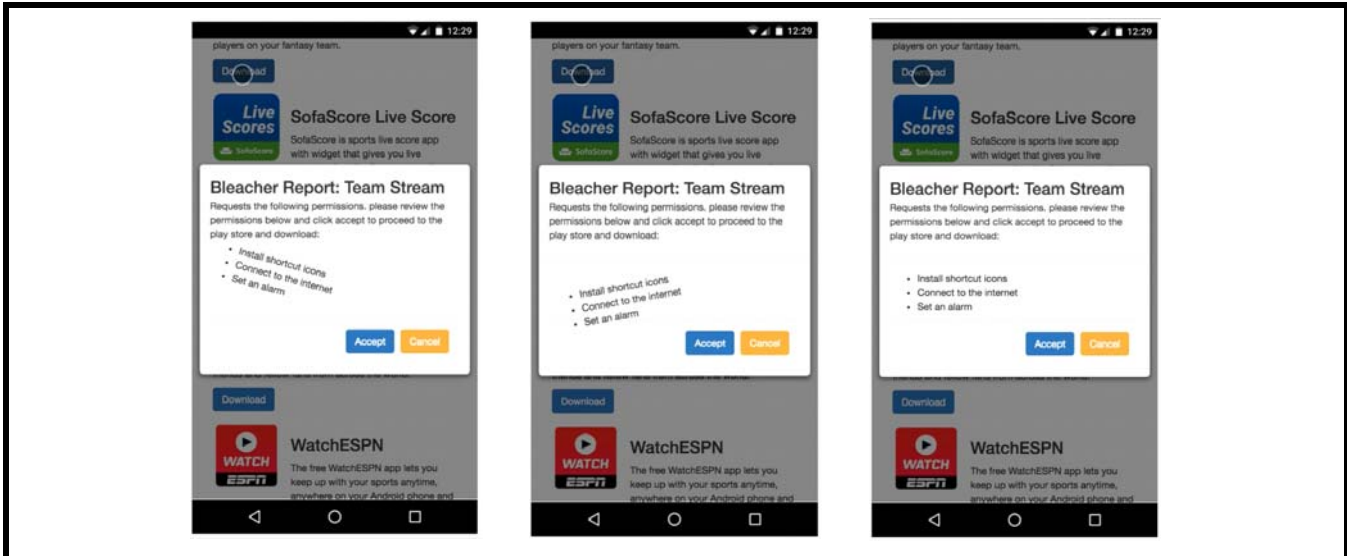 12:29
players on your fantasy team.
Download
Live
Scores
SofaScore
SofaScore Live Score
SofaScore is sports live score app
with widget that gives you live
Bleacher Report: Team Stream
Requests the following permissions. please review the
permissions below and click accept to proceed to the
play store and download:
• Install shortcut icons
• Connect to the internet
• Set an alarm
Accept Cancel
Download
WATCH
ESPN
WatchESPN
The free WatchESPN app lets you
keep up with your sports anytime,
anywhere on your Android phone and
12:29
players on your fantasy team.
Download
Live
Scores
SofaScore
SofaScore Live Score
SofaScore is sports live score app
with widget that gives you live
Bleacher Report: Team Stream
Requests the following permissions. please review the
permissions below and click accept to proceed to the
play store and download:
• Install shortcut icons
• Connect to the internet
• Set an alarm
Accept Cancel
Download
WATCH
ESPN
WatchESPN
The free WatchESPN app lets you
keep up with your sports anytime,
anywhere on your Android phone and
12:29
players on your fantasy team.
Download
Live
Scores
SofaScore
SofaScore Live Score
SofaScore is sports live score app
with widget that gives you live
Bleacher Report: Team Stream
Requests the following permissions. please review the
permissions below and click accept to proceed to the
play store and download:
• Install shortcut icons
• Connect to the internet
• Set an alarm
Accept Cancel
Download
WATCH
ESPN
WatchESPN
The free WatchESPN app lets you
keep up with your sports anytime,
anywhere on your Android phone and